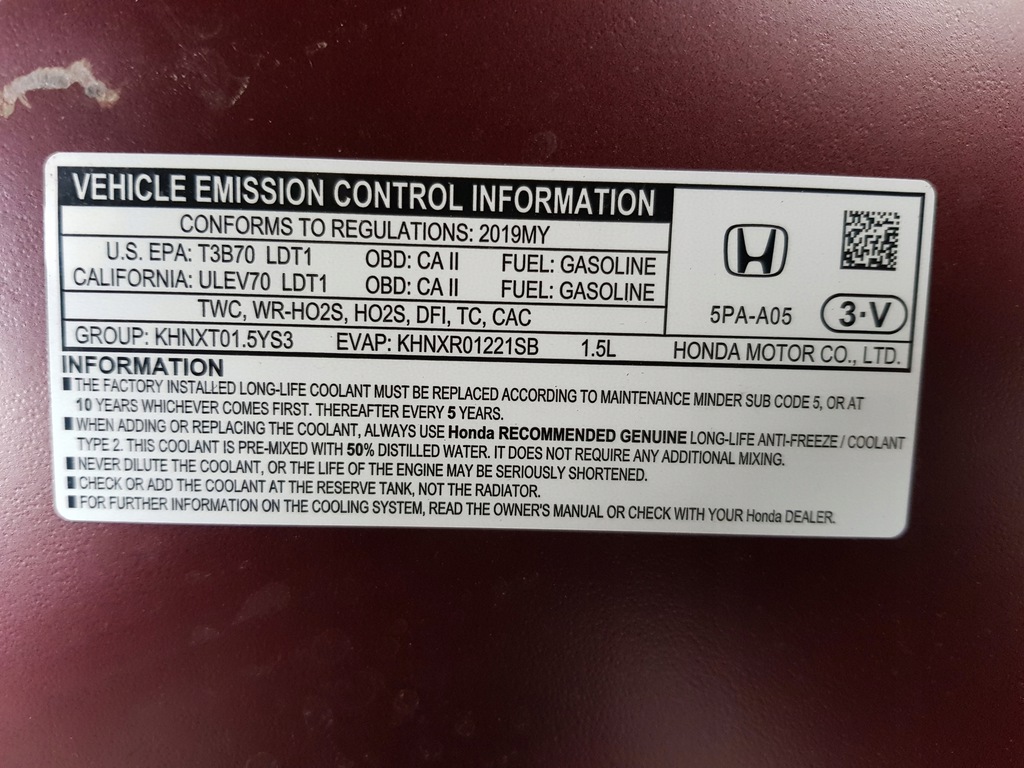 VEHICLE EMISSION CONTROL INFORMATION
CONFORMS TO REGULATIONS: 2019MY
U.S. EPA: T3B70 LDT1 OBD: CA II FUEL: GASOLINE
CALIFORNIA: ULEV70 LDT1 OBD: CA II FUEL: GASOLINE
TWC, WR-HO2S, HO2S, DFI, TC, CAC
5PA-A05 3·V
GROUP: KHNXT01.5YS3 EVAP: KHNXR01221SB 1.5L HONDA MOTOR CO., LTD.
INFORMATION
THE FACTORY INSTALLED LONG-LIFE COOLANT MUST BE REPLACED ACCORDING TO MAINTENANCE MINDER SUB CODE 5, OR AT
10 YEARS WHICHEVER COMES FIRST. THEREAFTER EVERY 5 YEARS.
WHEN ADDING OR REPLACING THE COOLANT, ALWAYS USE Honda RECOMMENDED GENUINE LONG-LIFE ANTI-FREEZE / COOLANT
TYPE 2. THIS COOLANT IS PRE-MIXED WITH 50% DISTILLED WATER. IT DOES NOT REQUIRE ANY ADDITIONAL MIXING.
NEVER DILUTE THE COOLANT, OR THE LIFE OF THE ENGINE MAY BE SERIOUSLY SHORTENED.
CHECK OR ADD THE COOLANT AT THE RESERVE TANK, NOT THE RADIATOR.
FOR FURTHER INFORMATION ON THE COOLING SYSTEM, READ THE OWNER'S MANUAL OR CHECK WITH YOUR Honda DEALER.